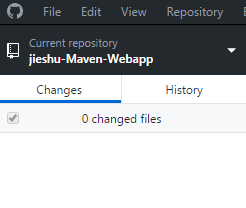 File Edit View Repository
Current repository
jieshu-Maven-Webapp
Changes History
0 changed files